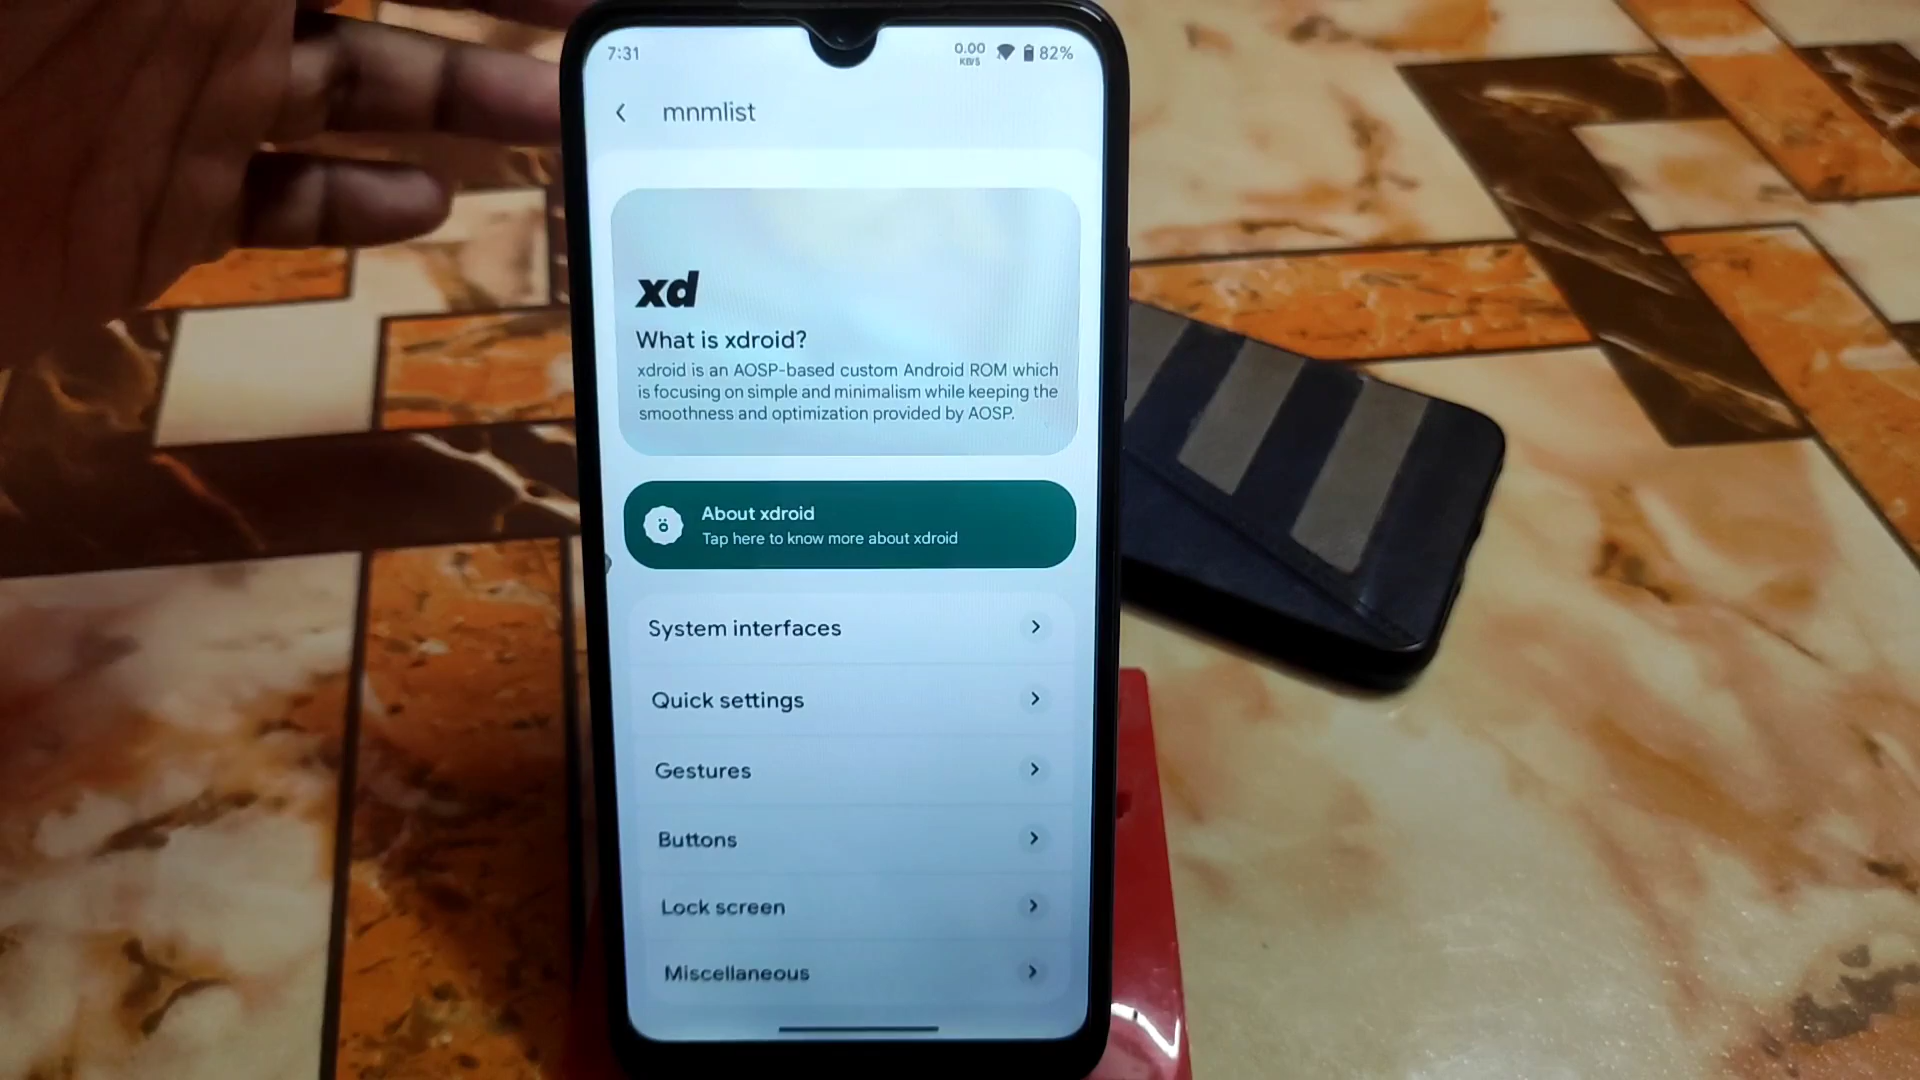 7:31
0.00
KB/S
82%
mnmlist
xd
What is xdroid?
xdroid is an AOSP-based custom Android ROM which
is focusing on simple and minimalism while keeping the
smoothness and optimization provided by AOSP.
About xdroid
Tap here to know more about xdroid
System interfaces
Quick settings
Gestures
Buttons
Lock screen
Miscellaneous